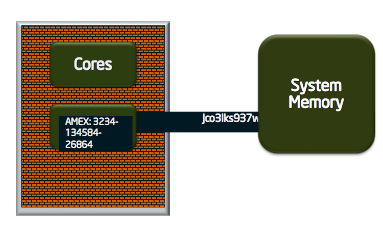 Cores
AMEX: 3234-
134584-
26864
Jco3lks937w
System
Memory